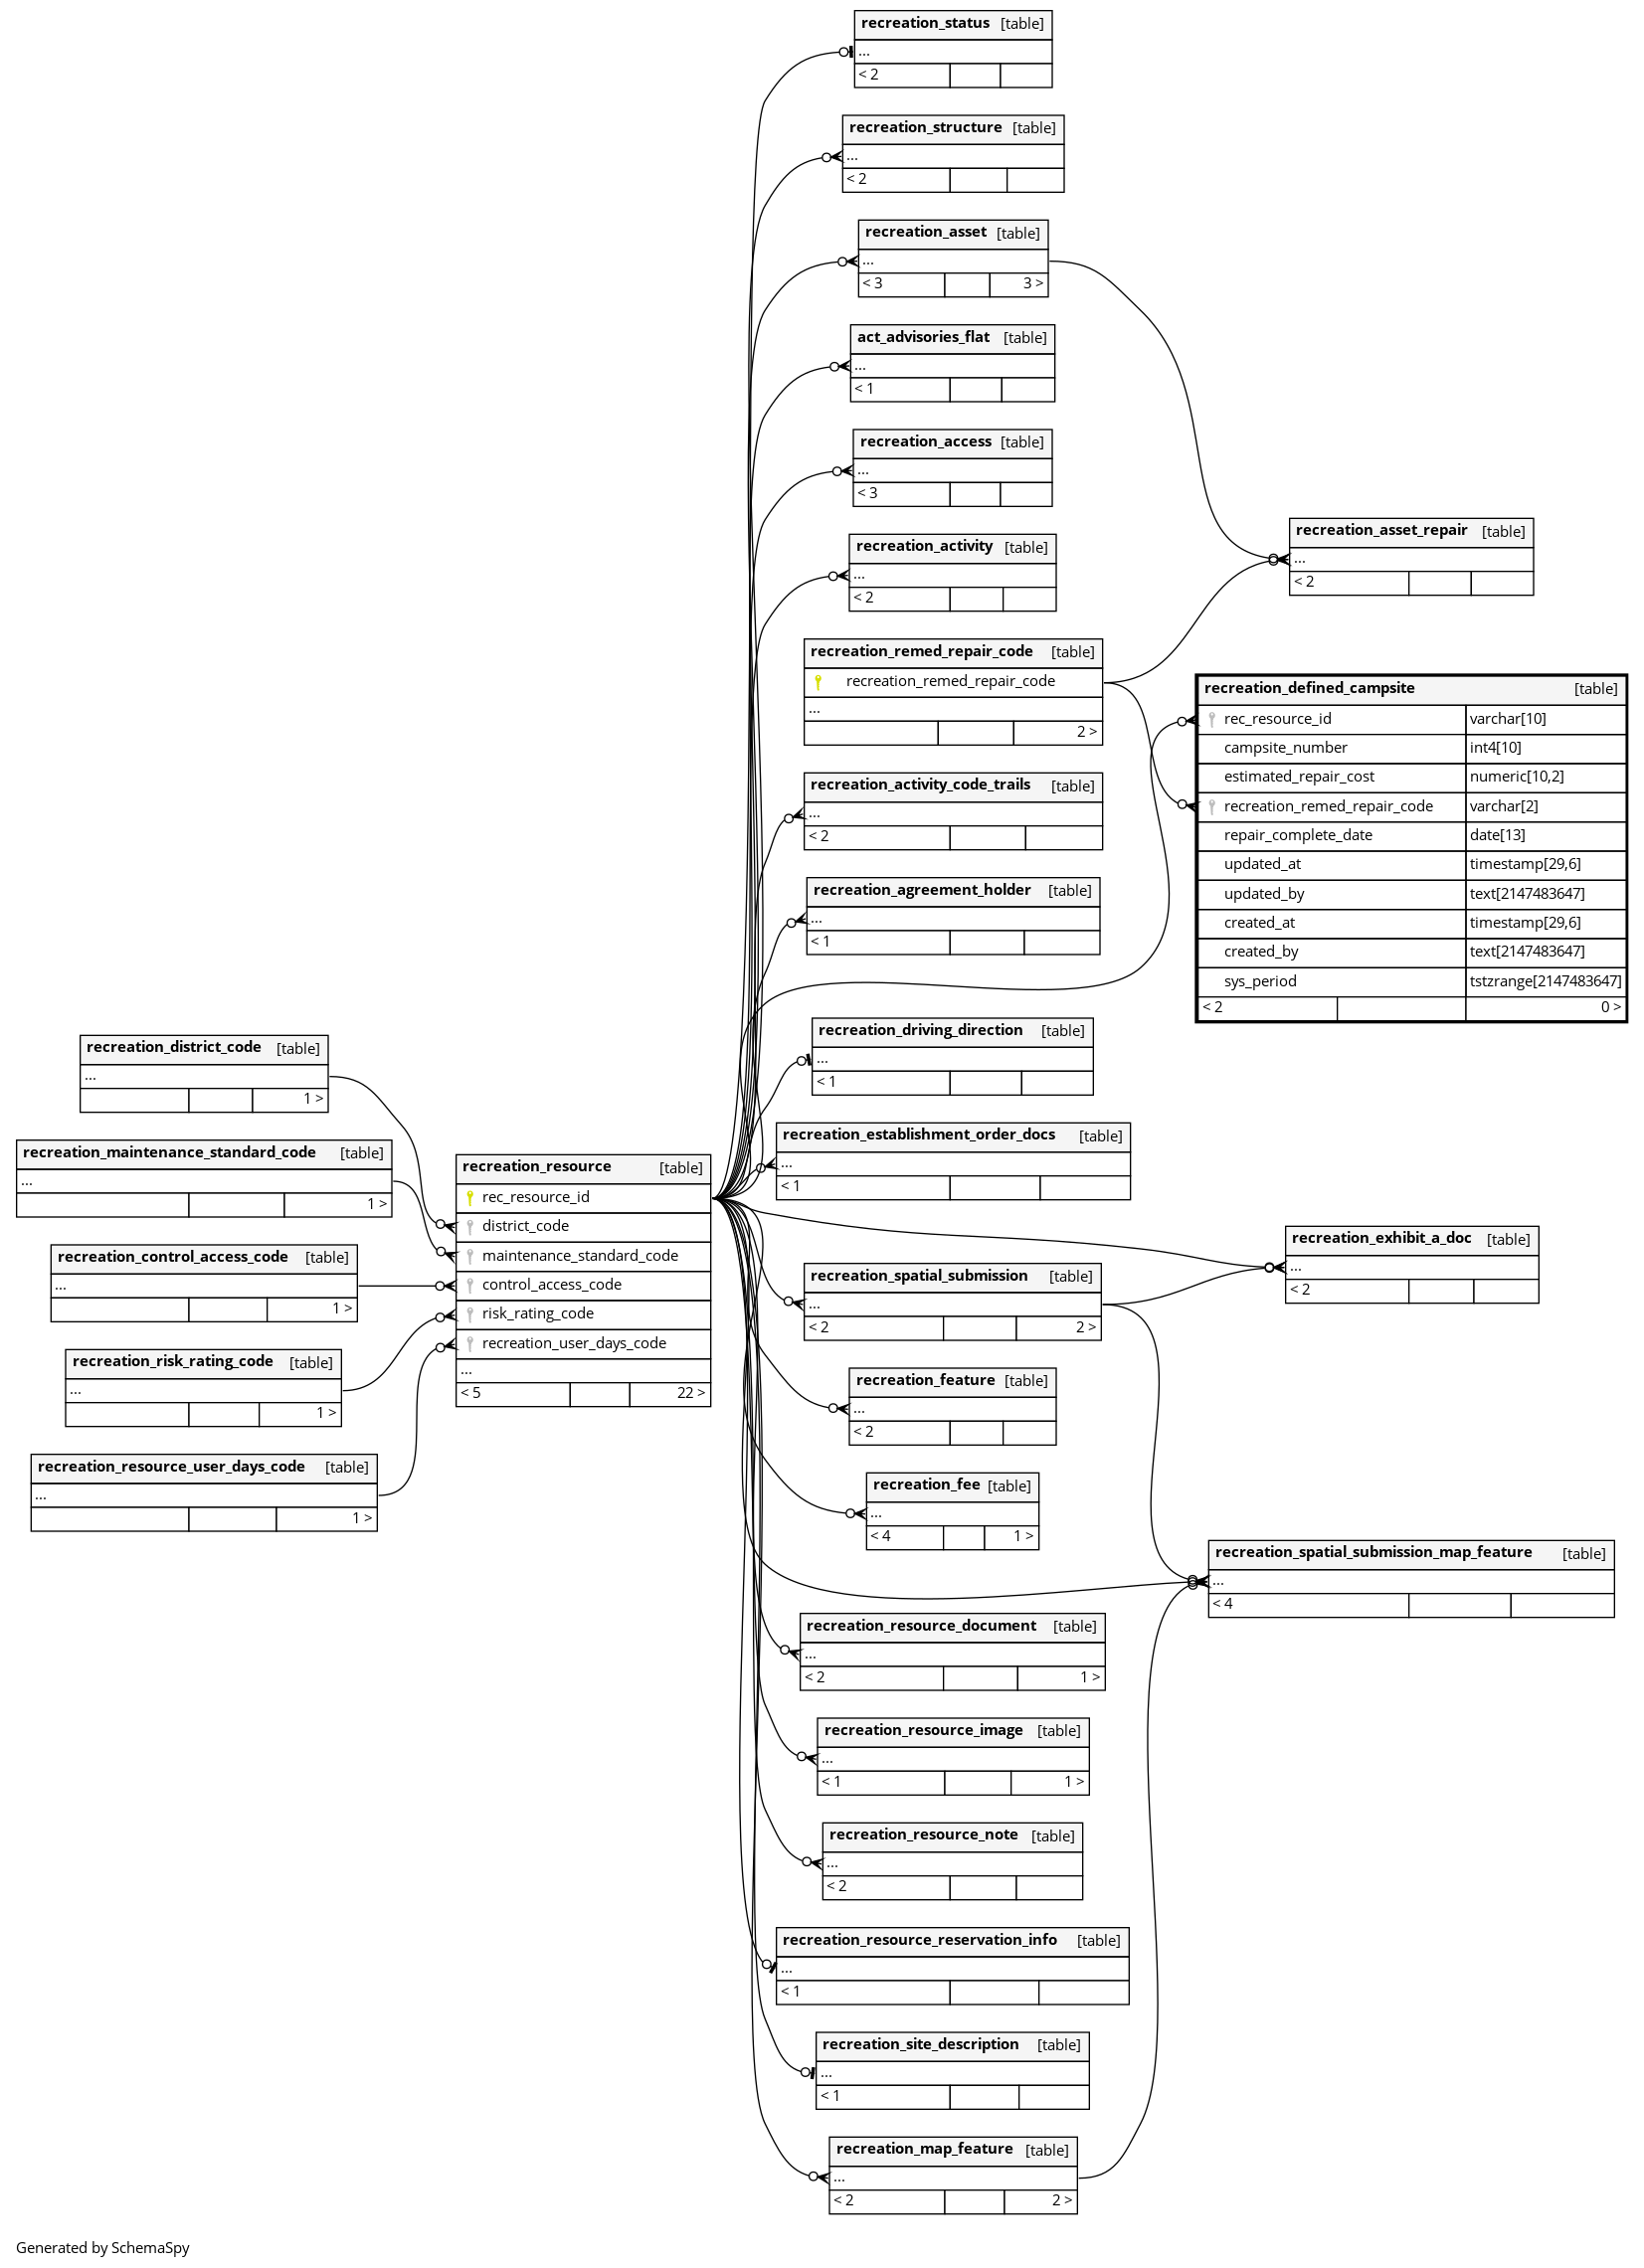 recreation_status [table]
...
< 2
recreation_structure [table]
...
< 2
recreation_asset [table]
...
< 3 3 >
act_advisories_flat [table]
...
< 1
recreation_access [table]
...
< 3
recreation_activity [table]
...
< 2
recreation_remed_repair_code [table]
recreation_remed_repair_code
...
2 >
recreation_activity_code_trails [table]
...
< 2
recreation_agreement_holder [table]
...
< 1
recreation_driving_direction [table]
...
< 1
recreation_establishment_order_docs [table]
...
< 1
recreation_spatial_submission [table]
...
< 2 2 >
recreation_feature [table]
...
< 2
recreation_fee [table]
...
< 4 1 >
recreation_resource_document [table]
...
< 2 1 >
recreation_resource_image [table]
...
< 1 1 >
recreation_resource_note [table]
...
< 2
recreation_resource_reservation_info [table]
...
< 1
recreation_site_description [table]
...
< 1
recreation_map_feature [table]
...
< 2 2 >
recreation_asset_repair [table]
...
< 2
recreation_defined_campsite [table]
rec_resource_id varchar[10]
campsite_number int4[10]
estimated_repair_cost numeric[10,2]
recreation_remed_repair_code varchar[2]
repair_complete_date date[13]
updated_at timestamp[29,6]
updated_by text[2147483647]
created_at timestamp[29,6]
created_by text[2147483647]
sys_period tstzrange[2147483647]
< 2 0 >
recreation_exhibit_a_doc [table]
...
< 2
recreation_spatial_submission_map_feature [table]
...
< 4
recreation_district_code [table]
...
1 >
recreation_maintenance_standard_code [table]
...
1 >
recreation_control_access_code [table]
...
1 >
recreation_risk_rating_code [table]
...
1 >
recreation_resource_user_days_code [table]
...
1 >
recreation_resource [table]
rec_resource_id
district_code
maintenance_standard_code
control_access_code
risk_rating_code
recreation_user_days_code
...
< 5 22 >
Generated by SchemaSpy